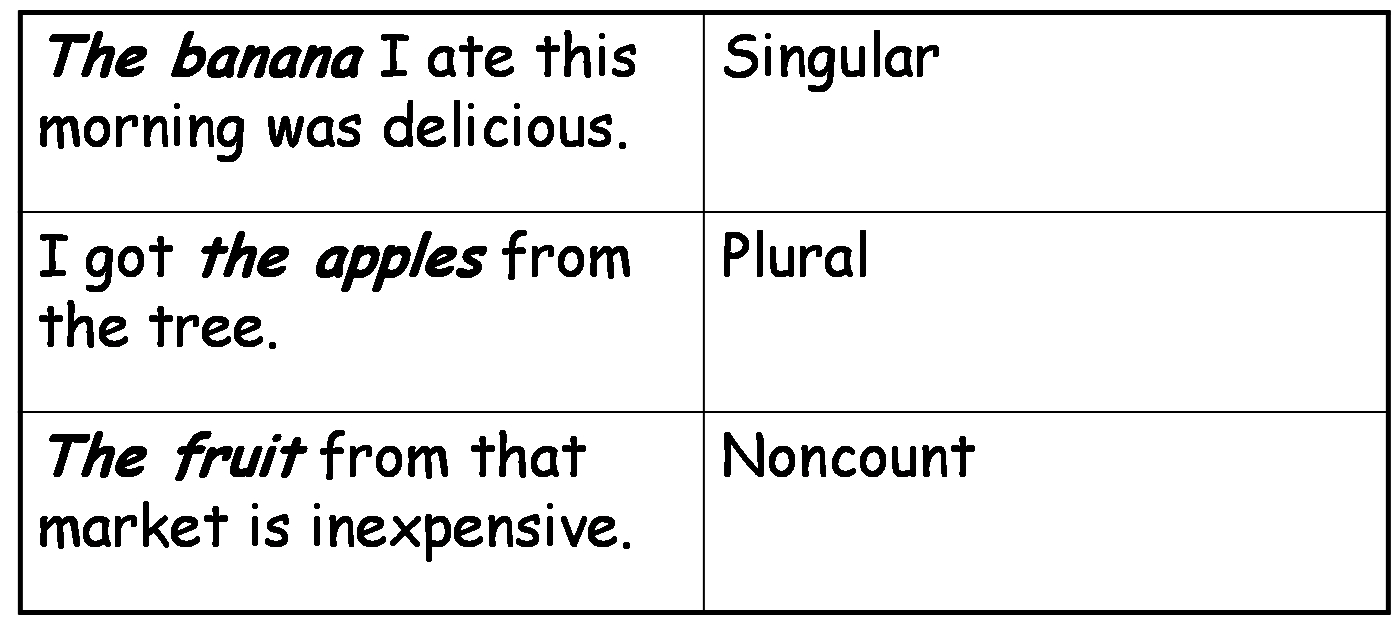 The banana I ate this
morning was delicious.
Singular
I got the apples from
the tree.
Plural
The fruit from that
market is inexpensive.
Noncount